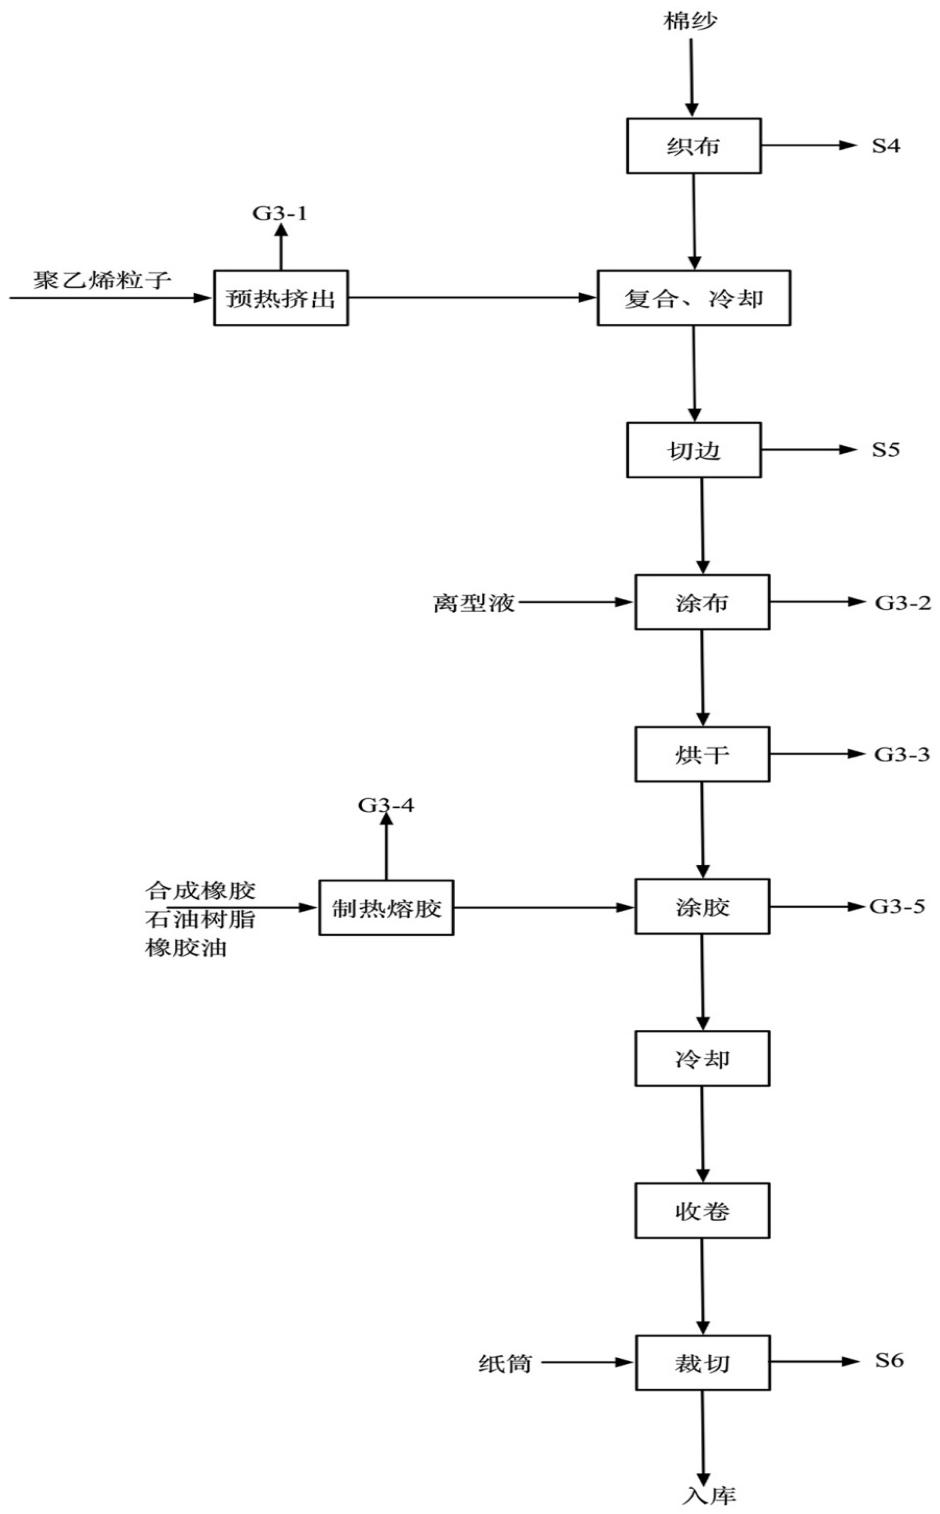 棉纱
织布
S4
G3-1
聚乙烯粒子
预热挤出
复合、冷却
切边
S5
离型液
涂布
G3-2
烘干
G3-3
G3-4
合成橡胶
石油树脂
橡胶油
制热熔胶
涂胶
G3-5
冷却
收卷
纸筒
裁切
S6
入库